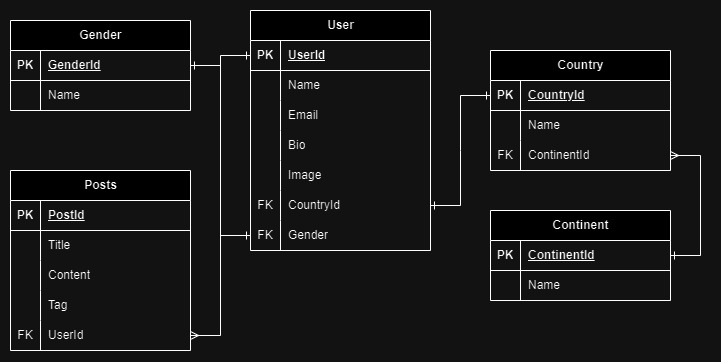 Gender
PK GenderId
Name
User
PK UserId
Name
Email
Bio
Image
FK CountryId
FK Gender
Country
PK CountryId
Name
FK ContinentId
Posts
PK PostId
Title
Content
Tag
FK UserId
Continent
PK ContinentId
Name